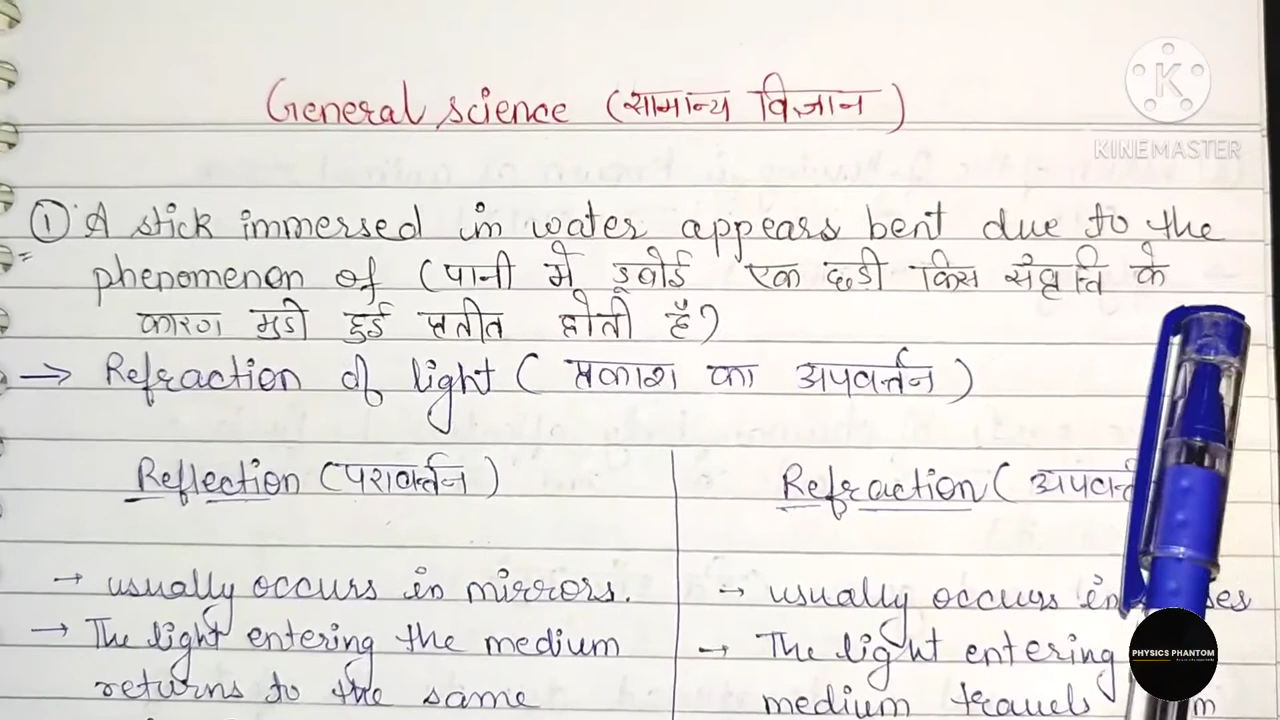 General science (सामान्य विज्ञान)
K
KINEMASTER
① A stick immersed in water appears bent due to the
phenomenon of (पानी में डूबोई एक छडी किस संवृत्ति के
कारण मुडी हुई प्रतीत होती है?)
→ Refraction of light (प्रकाश का अपवर्त्तन)
Reflection (परावर्त्तन)
Refraction (अपवर्त
→ usually occurs in mirrors.
→ The light entering the medium
returns to the same
→ usually occurs in
→ The light entering
medium travels
PHYSICS PHANTOM